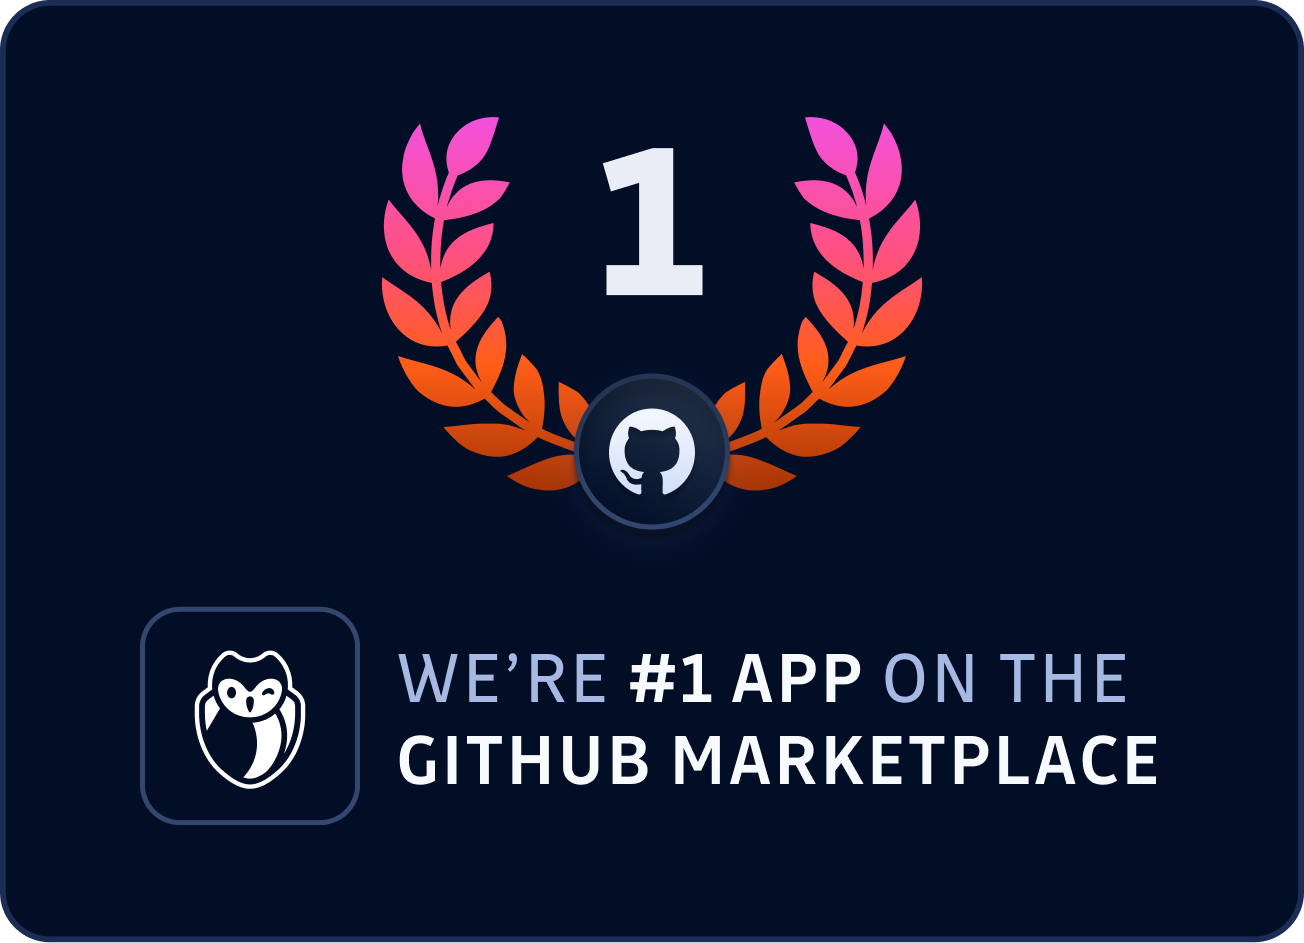 1
WE’RE #1 APP ON THE
GITHUB MARKETPLACE